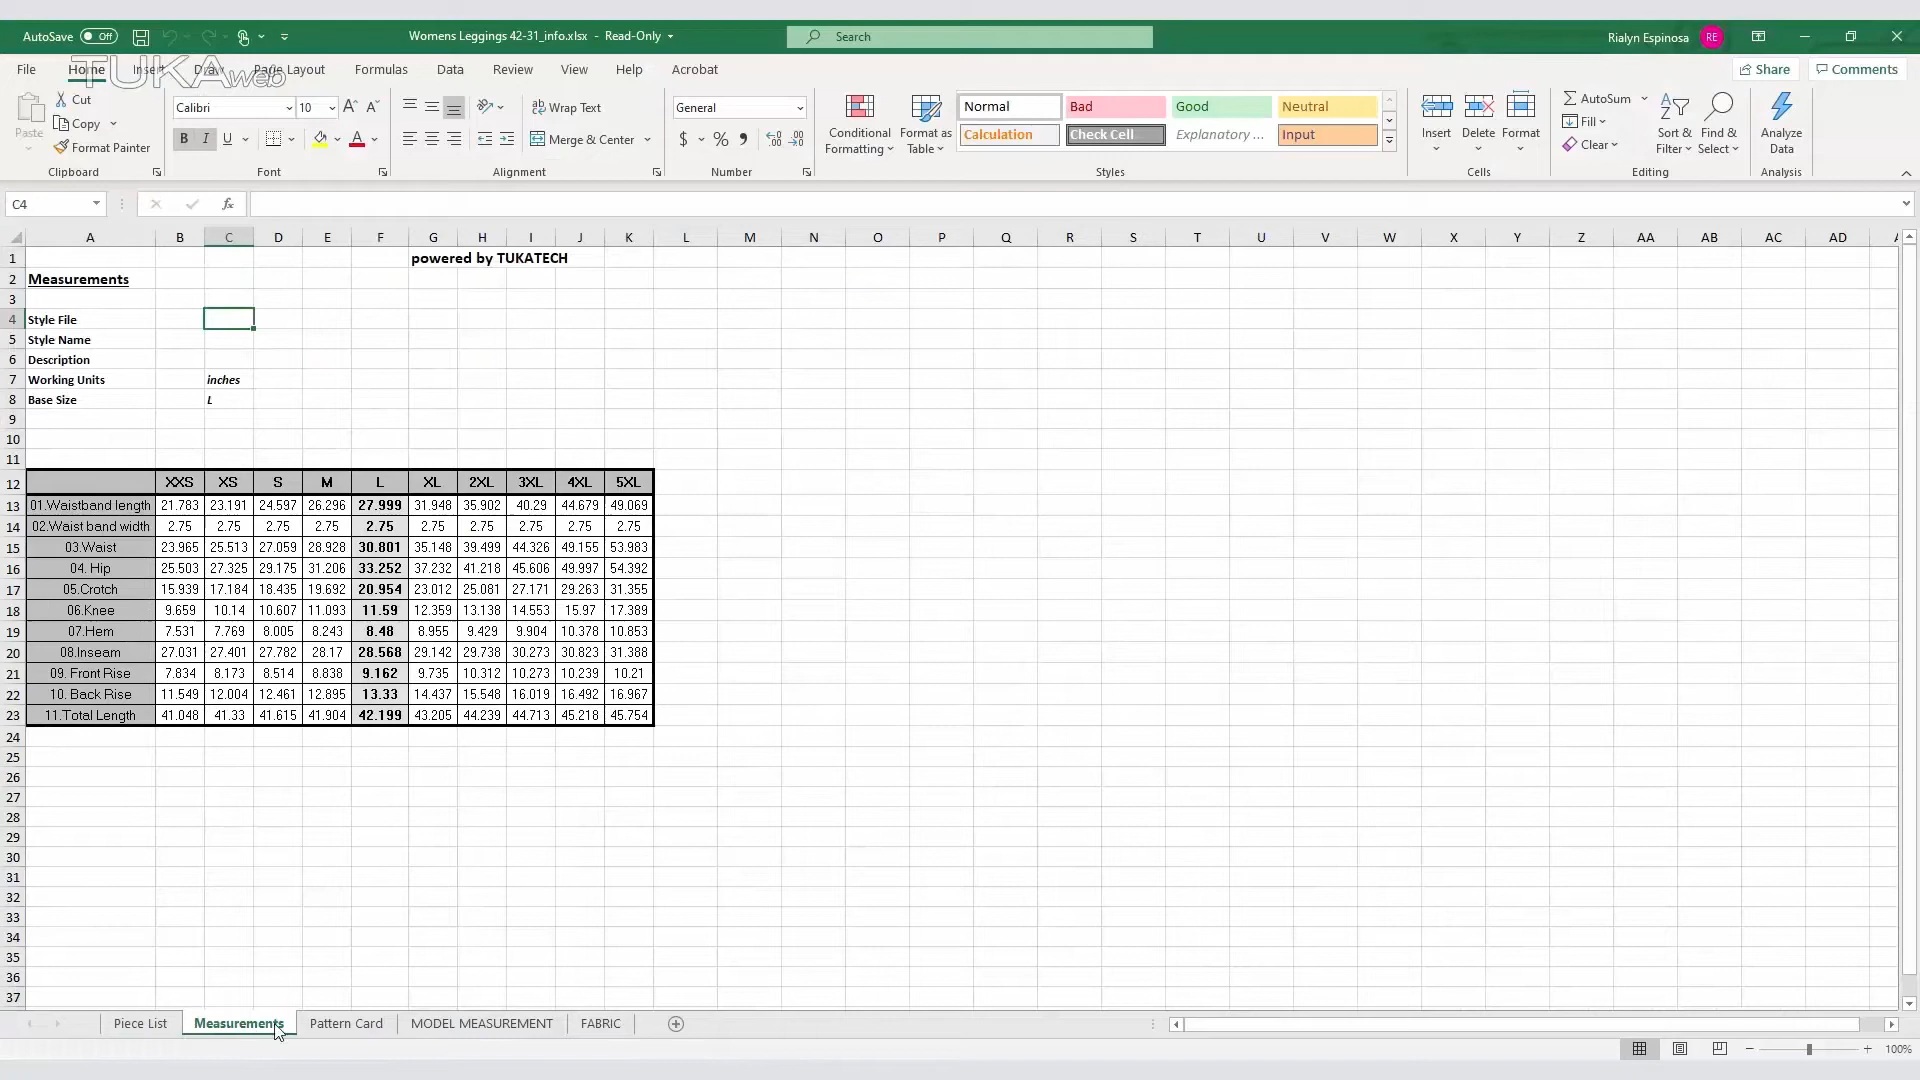 AutoSave Off Womens Leggings 42-31_info.xlsx - Read-Only Search Rialyn Espinosa RE
TUKAweb
File Home Insert Draw Page Layout Formulas Data Review View Help Acrobat Share Comments
Paste Cut Copy Format Painter Clipboard
Calibri 10 B I U A Font
Wrap Text Merge & Center Alignment
General $ % Number
Conditional Formatting Format as Table
Normal Bad Good Neutral
Calculation Check Cell Explanatory ... Input
Styles
Insert Delete Format Cells
AutoSum Fill Clear Sort & Filter Find & Select Editing
Analyze Data Analysis
C4 fx
A B C D E F G H I J K L M N O P Q R S T U V W X Y Z AA AB AC AD
1 powered by TUKATECH
2 Measurements
3
4 Style File
5 Style Name
6 Description
7 Working Units inches
8 Base Size L
9
10
11
12 XXS XS S M L XL 2XL 3XL 4XL 5XL
13 01.Waistband length 21.783 23.191 24.597 26.296 27.999 31.948 35.902 40.29 44.679 49.069
14 02.Waist band width 2.75 2.75 2.75 2.75 2.75 2.75 2.75 2.75 2.75 2.75
15 03.Waist 23.965 25.513 27.059 28.928 30.801 35.148 39.499 44.326 49.155 53.983
16 04. Hip 25.503 27.325 29.175 31.206 33.252 37.232 41.218 45.606 49.997 54.392
17 05.Crotch 15.939 17.184 18.435 19.692 20.954 23.012 25.081 27.171 29.263 31.355
18 06.Knee 9.659 10.14 10.607 11.093 11.59 12.359 13.138 14.553 15.97 17.389
19 07.Hem 7.531 7.769 8.005 8.243 8.48 8.955 9.429 9.904 10.378 10.853
20 08.Inseam 27.031 27.401 27.782 28.17 28.568 29.142 29.738 30.273 30.823 31.388
21 09. Front Rise 7.834 8.173 8.514 8.838 9.162 9.735 10.312 10.273 10.239 10.21
22 10. Back Rise 11.549 12.004 12.461 12.895 13.33 14.437 15.548 16.019 16.492 16.967
23 11.Total Length 41.048 41.33 41.615 41.904 42.199 43.205 44.239 44.713 45.218 45.754
24
25
26
27
28
29
30
31
32
33
34
35
36
37
Piece List Measurements Pattern Card MODEL MEASUREMENT FABRIC
100%